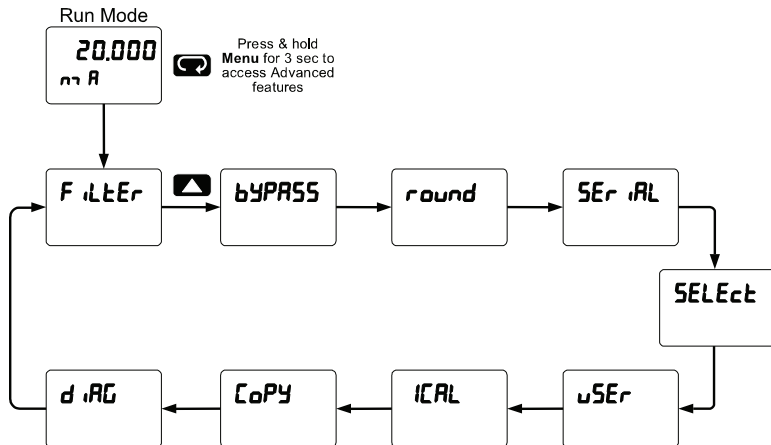 Run Mode
20.000
mA
Press & hold
Menu for 3 sec to
access Advanced
features
FiLtEr
bYPASS
round
SEriAL
SELEct
uSEr
ICAL
CoPY
diAG